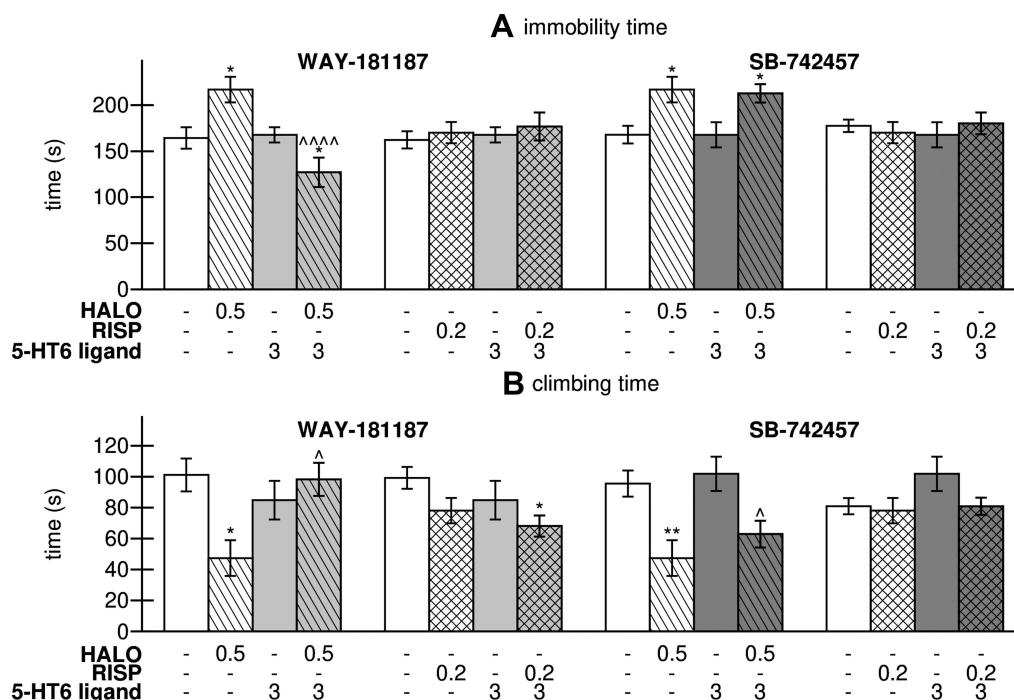 A immobility time
WAY-181187 SB-742457
* ^^^^ * * *
time (s)
200
150
100
50
0
HALO - 0.5 - 0.5 - - - - - 0.5 - 0.5 - - - -
RISP - - - - - 0.2 - 0.2 - - - - - 0.2 - 0.2
5-HT6 ligand - - 3 3 - - 3 3 - - 3 3 - - 3 3
B climbing time
WAY-181187 SB-742457
* ^ * ** ^
time (s)
120
100
80
60
40
20
0
HALO - 0.5 - 0.5 - - - - - 0.5 - 0.5 - - - -
RISP - - - - - 0.2 - 0.2 - - - - - 0.2 - 0.2
5-HT6 ligand - - 3 3 - - 3 3 - - 3 3 - - 3 3